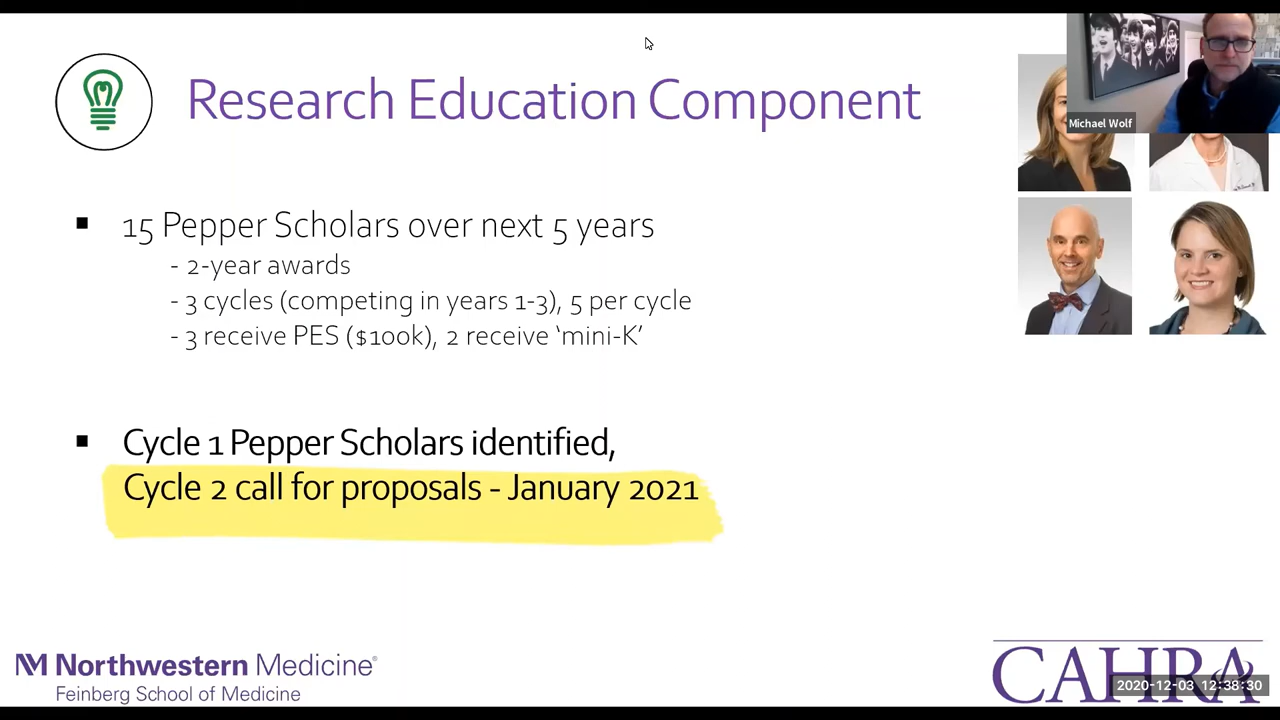 Research Education Component
Michael Wolf
▪ 15 Pepper Scholars over next 5 years
- 2-year awards
- 3 cycles (competing in years 1-3), 5 per cycle
- 3 receive PES ($100k), 2 receive ‘mini-K’
▪ Cycle 1 Pepper Scholars identified,
Cycle 2 call for proposals - January 2021
NM Northwestern Medicine®
Feinberg School of Medicine
CAHRA
2020-12-03 12:38:30